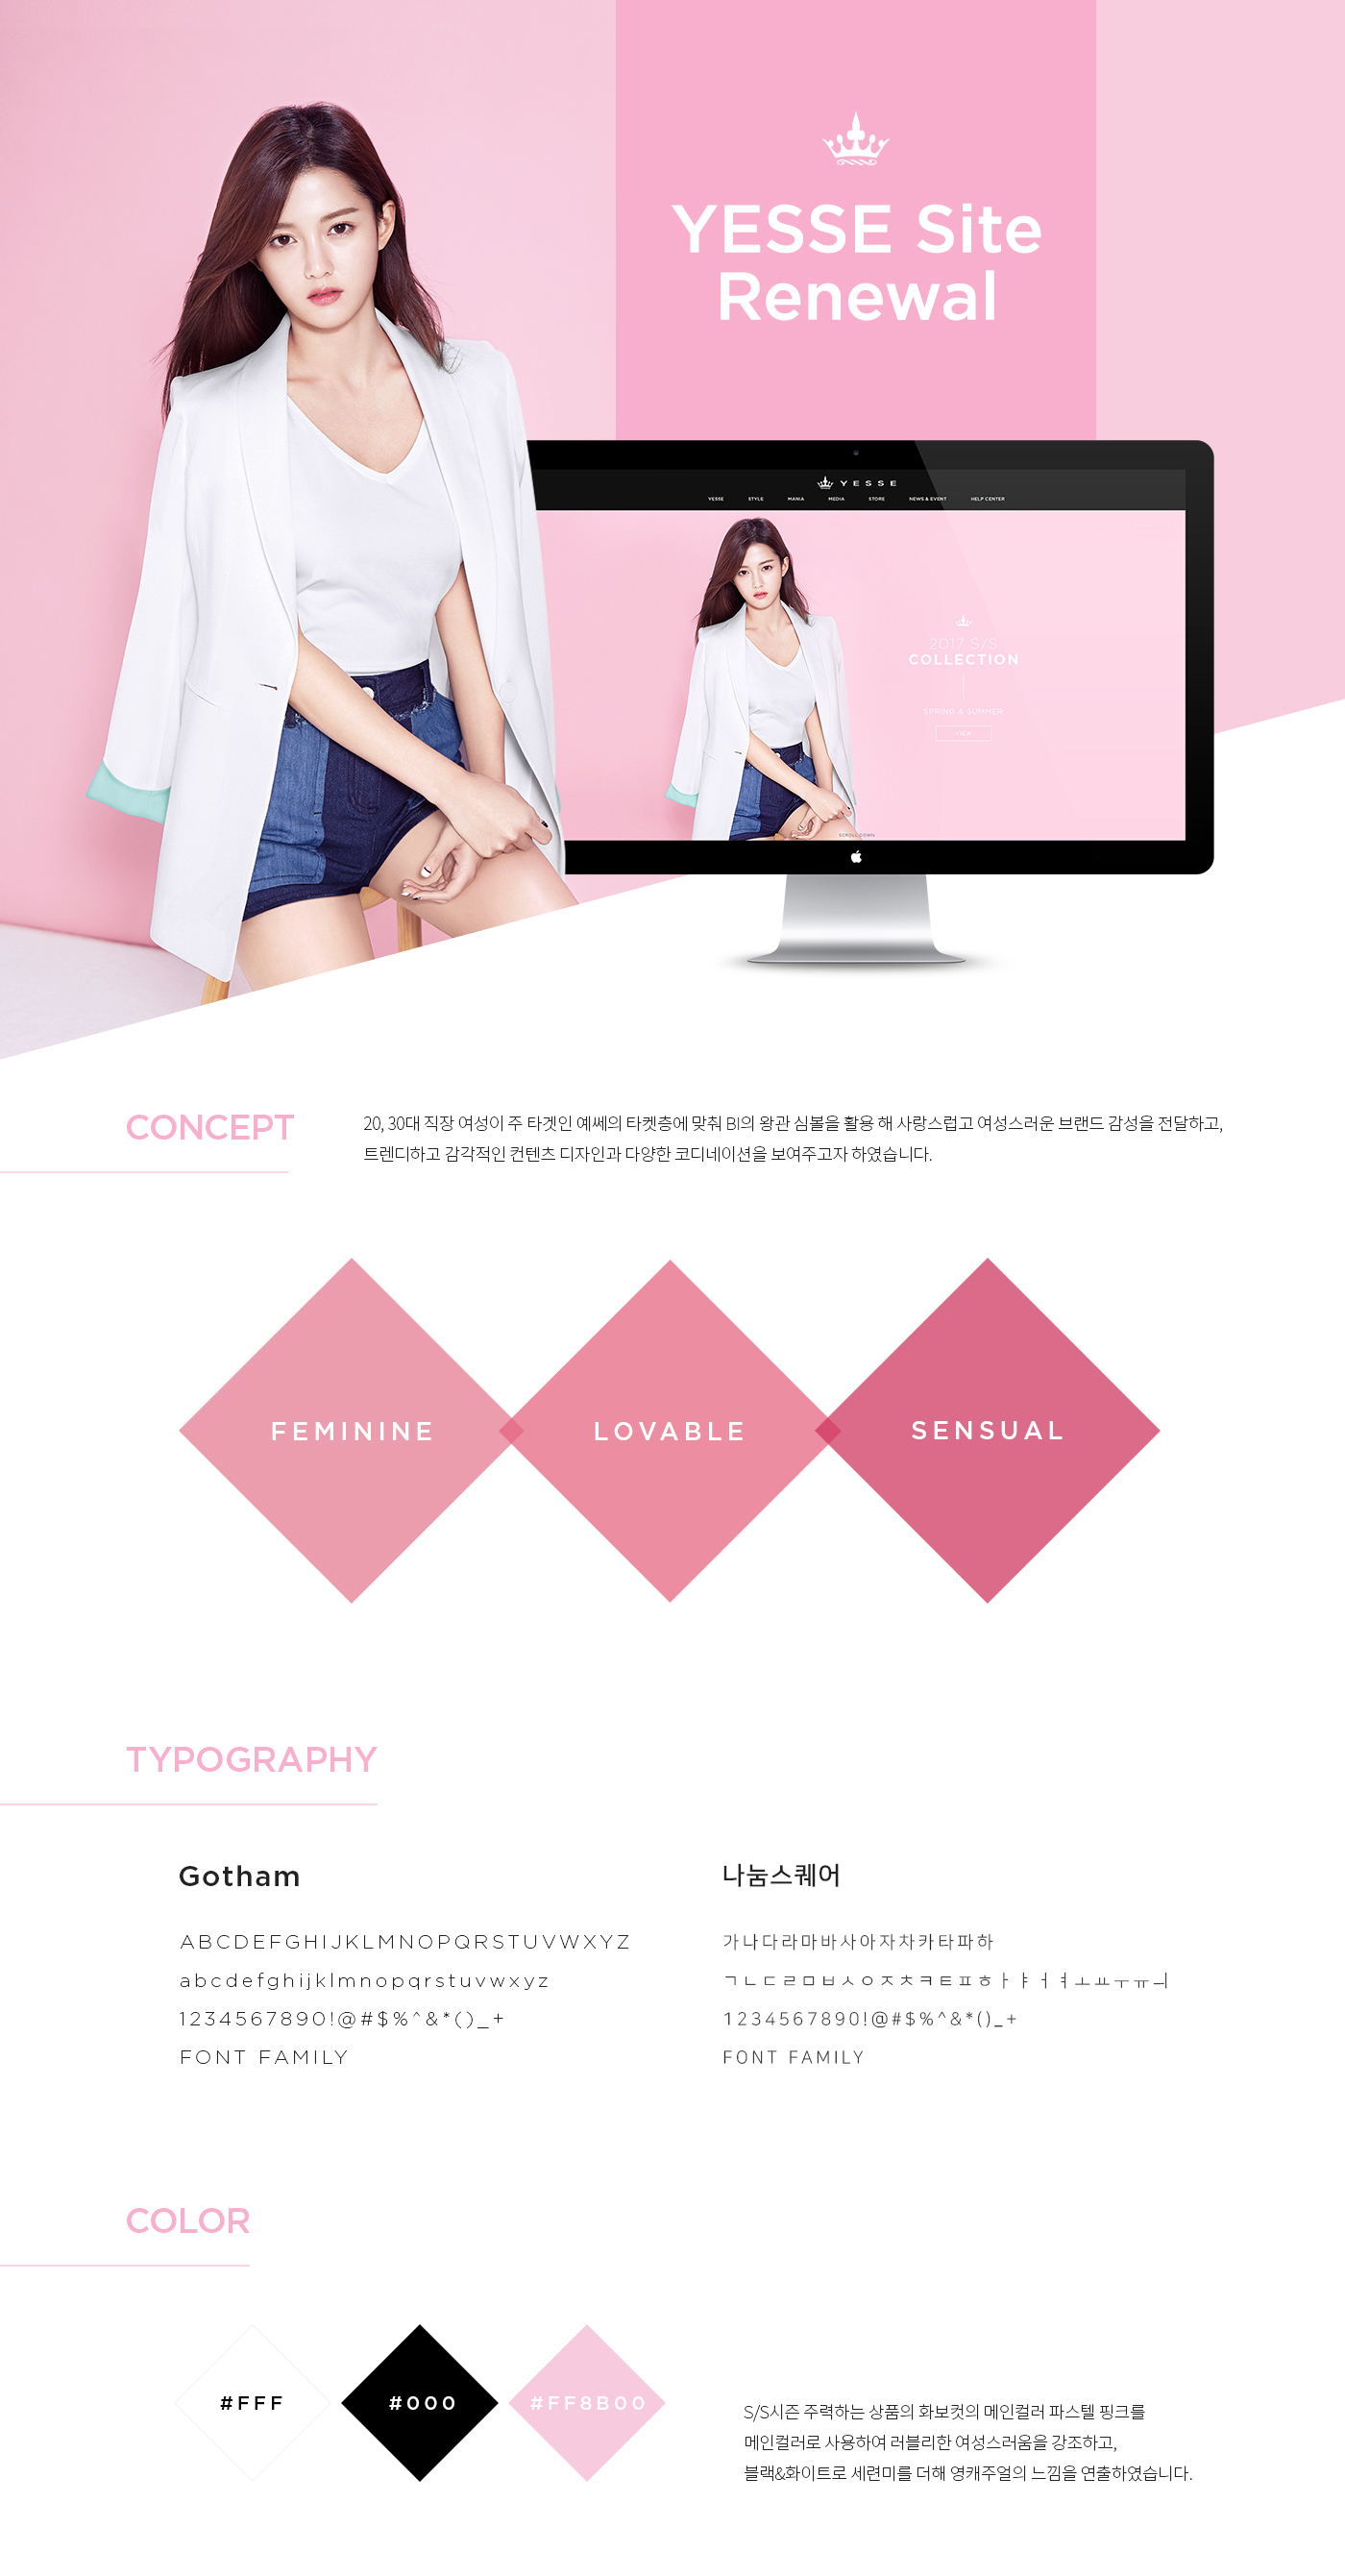 YESSE Site
Renewal
YESSE
YESSE STYLE MANIA MEDIA STORE NEWS & EVENT HELP CENTER
2017 S/S
COLLECTION
SPRING & SUMMER
VIEW
SCROLL DOWN
CONCEPT
20, 30대 직장 여성이 주 타겟인 예쎄의 타켓층에 맞춰 BI의 왕관 심볼을 활용 해 사랑스럽고 여성스러운 브랜드 감성을 전달하고,
트렌디하고 감각적인 컨텐츠 디자인과 다양한 코디네이션을 보여주고자 하였습니다.
FEMININE
LOVABLE
SENSUAL
TYPOGRAPHY
Gotham
ABCDEFGHIJKLMNOPQRSTUVWXYZ
abcdefghijklmnopqrstuvwxyz
1234567890!@#$%^&*()_+
FONT FAMILY
나눔스퀘어
가나다라마바사아자차카타파하
ㄱㄴㄷㄹㅁㅂㅅㅇㅈㅊㅋㅌㅍㅎㅏㅑㅓㅕㅗㅛㅜㅠㅢ
1234567890!@#$%^&*()_+
FONT FAMILY
COLOR
#FFF
#000
#FF8B00
S/S시즌 주력하는 상품의 화보컷의 메인컬러 파스텔 핑크를
메인컬러로 사용하여 러블리한 여성스러움을 강조하고,
블랙&화이트로 세련미를 더해 영캐주얼의 느낌을 연출하였습니다.